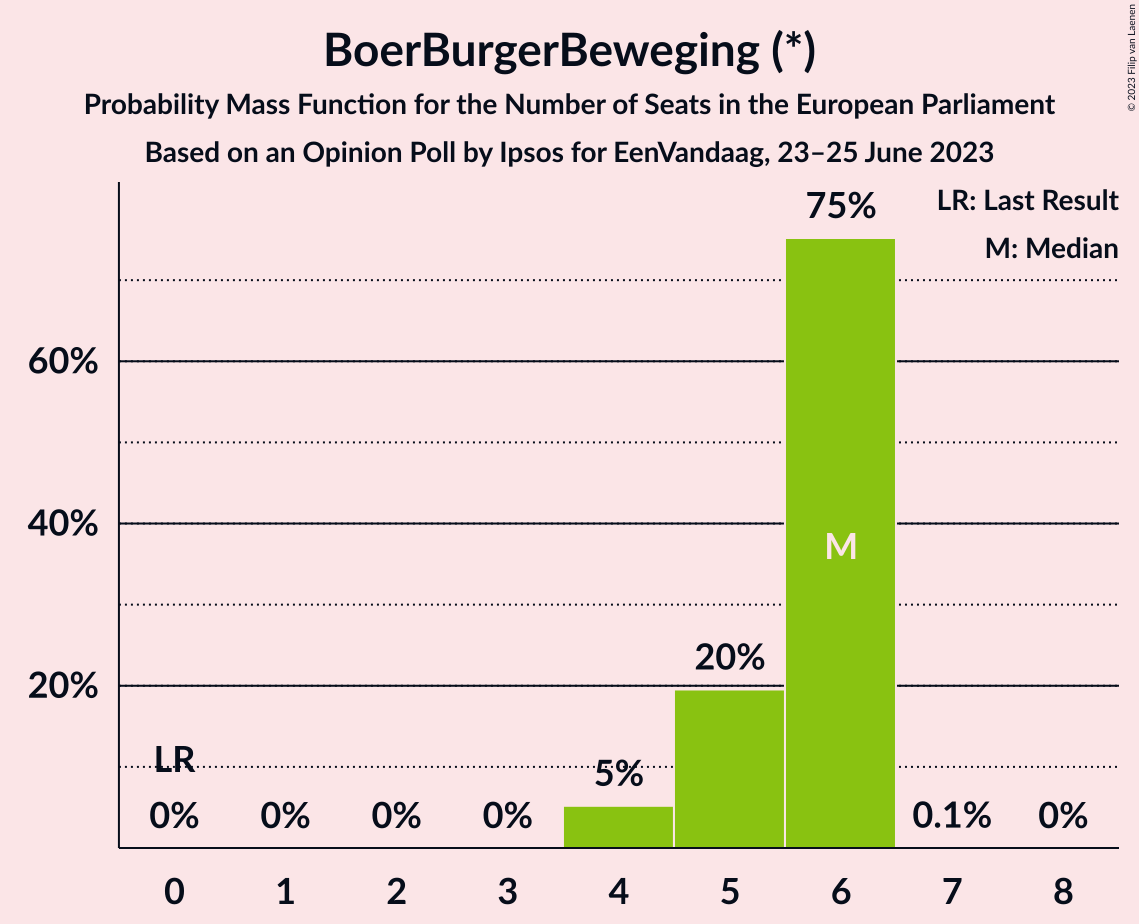 BoerBurgerBeweging (*)
Probability Mass Function for the Number of Seats in the European Parliament
Based on an Opinion Poll by Ipsos for EenVandaag, 23–25 June 2023
© 2023 Filip van Laenen
LR: Last Result
M: Median
75%
60%
40%
M
20%
20%
LR
5%
0% 0% 0% 0% 0.1% 0%
0 1 2 3 4 5 6 7 8